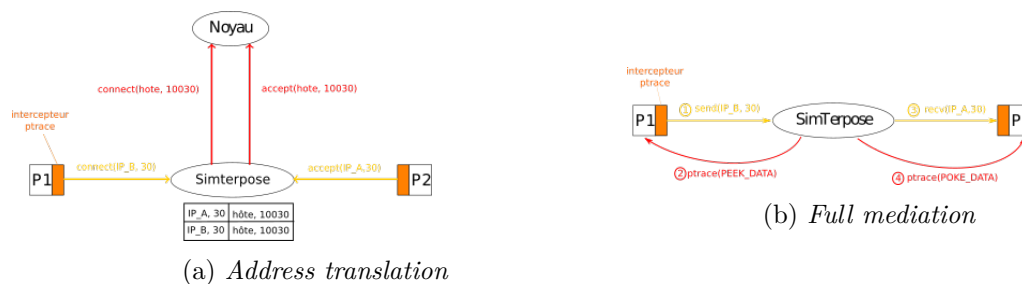 Noyau
connect(hote, 10030)
accept(hote, 10030)
intercepteur
ptrace
P1
connect(IP_B, 30)
Simterpose
accept(IP_A,30)
P2
IP_A, 30 hôte, 10030
IP_B, 30 hôte, 10030
(a) Address translation
intercepteur
ptrace
P1
1 send(IP_B, 30)
SimTerpose
3 recv(IP_A,30)
P
2 ptrace(PEEK_DATA)
4 ptrace(POKE_DATA)
(b) Full mediation